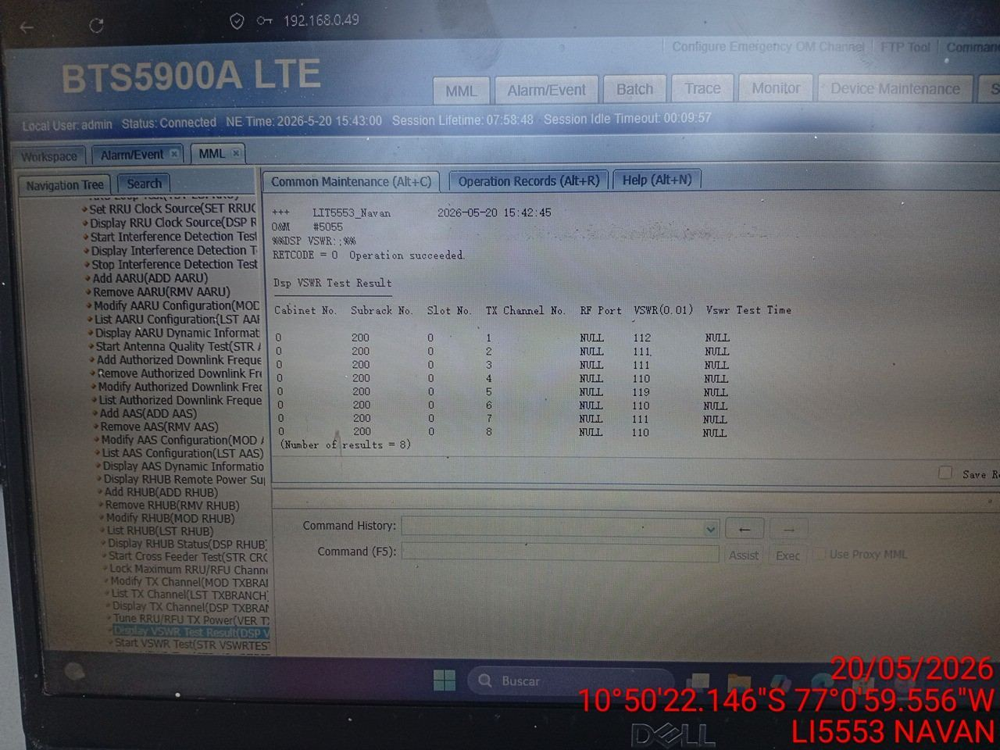 192.168.0.49
Configure Emergency OM Channel | FTP Tool |
BTS5900A LTE
MML Alarm/Event Batch Trace Monitor Device Maintenance
Local User: admin Status: Connected NE Time: 2026-5-20 15:43:00 Session Lifetime: 07:58:48 Session Idle Timeout: 00:09:57
Workspace Alarm/Event MML
Navigation Tree Search
Common Maintenance (Alt+C) Operation Records (Alt+R) Help (Alt+N)
Set RRU Clock Source(SET RRUC
Display RRU Clock Source(DSP R
Start Interference Detection Test
Display Interference Detection T
Stop Interference Detection Test
Add AARU(ADD AARU)
Remove AARU(RMV AARU)
Modify AARU Configuration(MOD
List AARU Configuration(LST AAF
Display AARU Dynamic Informat
Start Antenna Quality Test(STR
Add Authorized Downlink Freque
Remove Authorized Downlink Fre
Modify Authorized Downlink Frec
List Authorized Downlink Freque
Add AAS(ADD AAS)
Remove AAS(RMV AAS)
Modify AAS Configuration(MOD
List AAS Configuration(LST AAS)
Display AAS Dynamic Informatio
Display RHUB Remote Power Su
Add RHUB(ADD RHUB)
Remove RHUB(RMV RHUB)
Modify RHUB(MOD RHUB)
List RHUB(LST RHUB)
Display RHUB Status(DSP RHUB
Start Cross Feeder Test(STR CRC
Lock Maximum RRU/RFU Chann
Modify TX Channel(MOD TXBRAI
List TX Channel(LST TXBRANCH
Display TX Channel(DSP TXBRAN
Tune RRU/RFU TX Power(VER T
Display VSWR Test Result(DSP V
Start VSWR Test(STR VSWRTEST
+++ LIT5553_Navan 2026-05-20 15:42:45
O&M #5055
%%DSP VSWR:;%%
RETCODE = 0 Operation succeeded.
Dsp VSWR Test Result
Cabinet No. Subrack No. Slot No. TX Channel No. RF Port VSWR(0.01) Vswr Test Time
0 200 0 1 NULL 112 NULL
0 200 0 2 NULL 111 NULL
0 200 0 3 NULL 111 NULL
0 200 0 4 NULL 110 NULL
0 200 0 5 NULL 119 NULL
0 200 0 6 NULL 110 NULL
0 200 0 7 NULL 111 NULL
0 200 0 8 NULL 110 NULL
(Number of results = 8)
Save
Command History: ← →
Command (F5): Assist Exec Use Proxy MML
Buscar
DELL
20/05/2026
10°50'22.146"S 77°0'59.556"W
LI5553 NAVAN